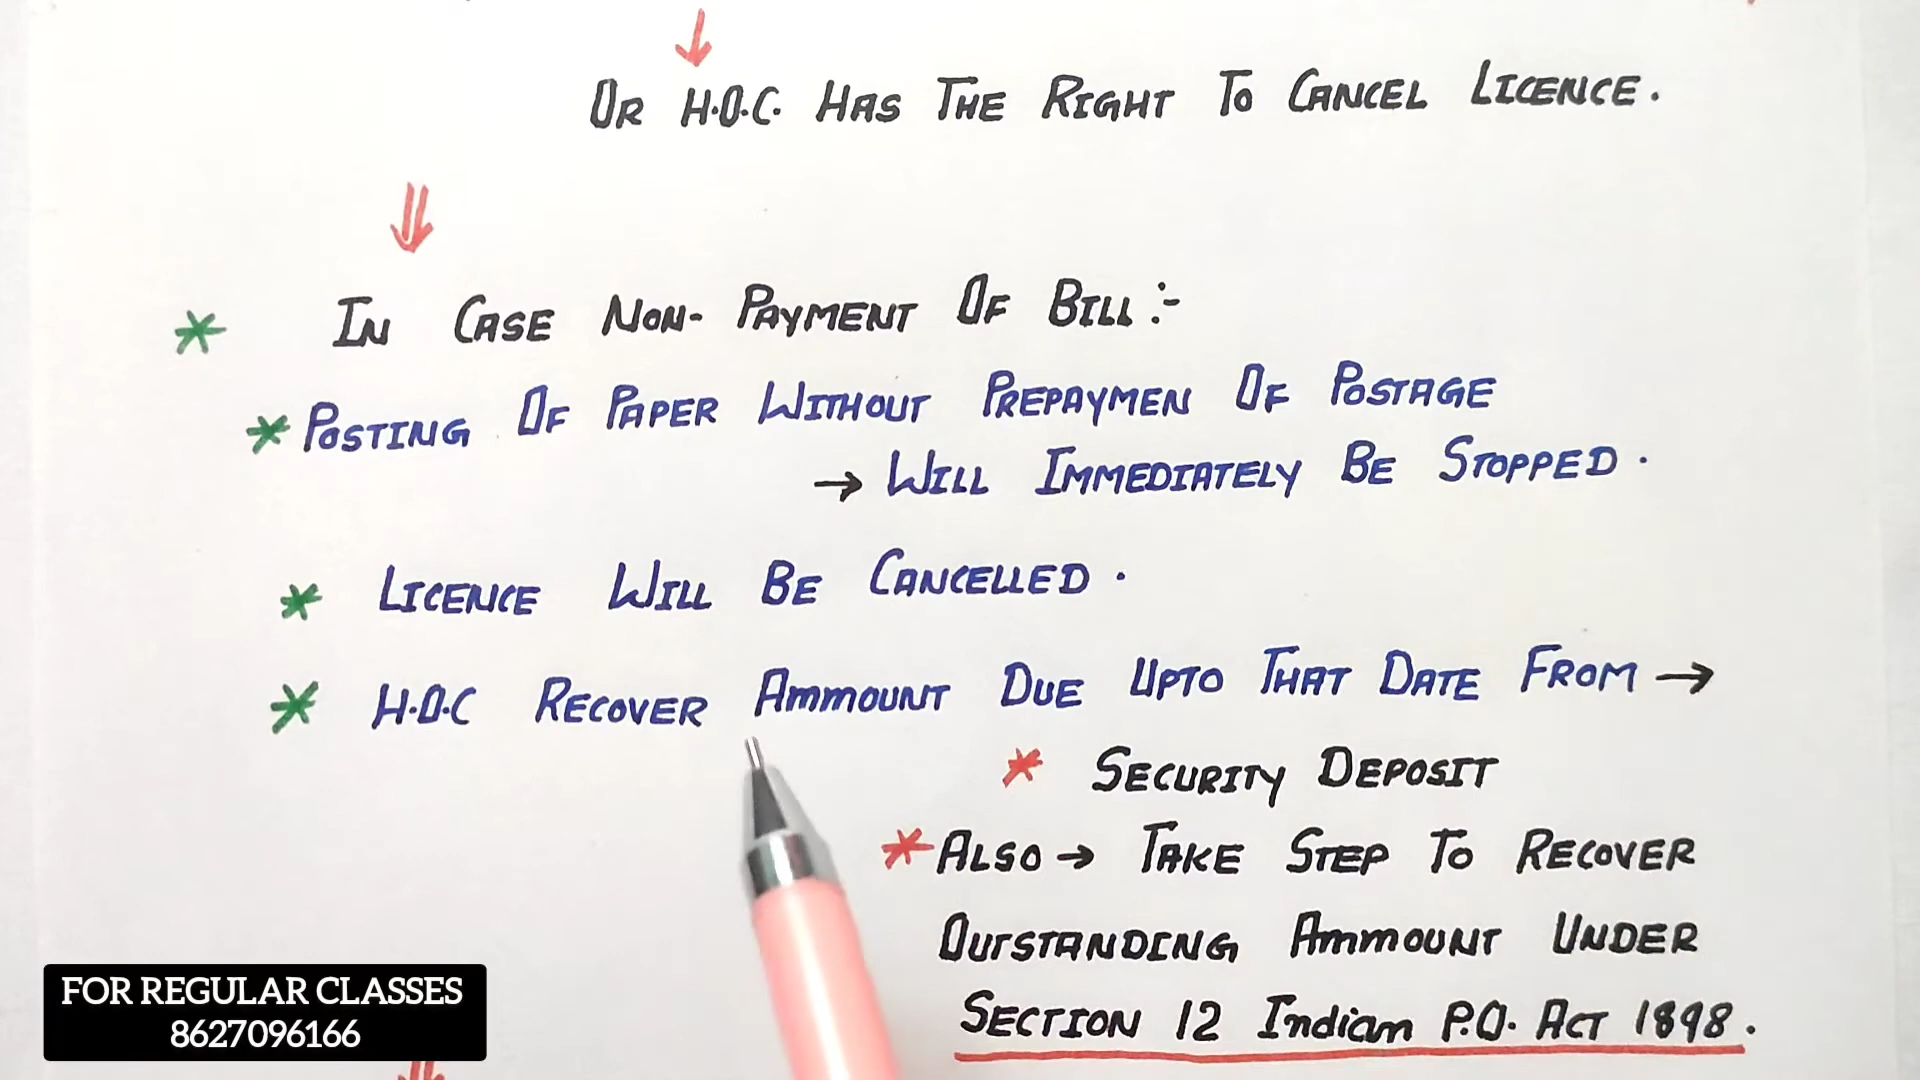 OR H.O.C. HAS THE RIGHT TO CANCEL LICENCE.
IN CASE NON-PAYMENT OF BILL:-
POSTING OF PAPER WITHOUT PREPAYMEN OF POSTAGE
→ WILL IMMEDIATELY BE STOPPED.
LICENCE WILL BE CANCELLED.
H.O.C RECOVER AMMOUNT DUE UPTO THAT DATE FROM →
* SECURITY DEPOSIT
* ALSO → TAKE STEP TO RECOVER
OUTSTANDING AMMOUNT UNDER
SECTION 12 Indian P.O. ACT 1898.
FOR REGULAR CLASSES
8627096166